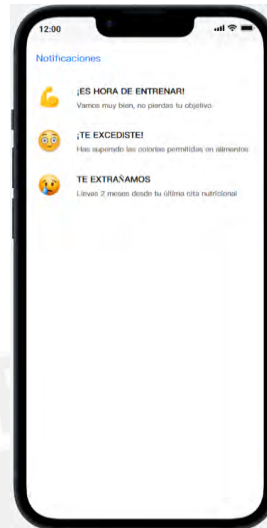 12:00
Notificaciones
¡ES HORA DE ENTRENAR!
Vamos muy bien, no pierdas tu objetivo
¡TE EXCEDISTE!
Has superado las calorías permitidas en alimentos
TE EXTRAÑAMOS
Llevas 2 meses desde tu última cita nutricional